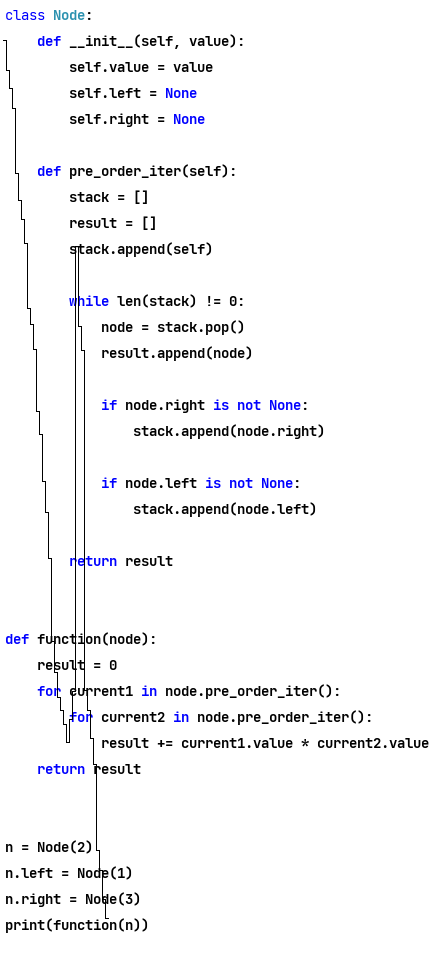 class Node:
    def __init__(self, value):
        self.value = value
        self.left = None
        self.right = None

    def pre_order_iter(self):
        stack = []
        result = []
        stack.append(self)

        while len(stack) != 0:
            node = stack.pop()
            result.append(node)

            if node.right is not None:
                stack.append(node.right)

            if node.left is not None:
                stack.append(node.left)

        return result


def function(node):
    result = 0
    for current1 in node.pre_order_iter():
        for current2 in node.pre_order_iter():
            result += current1.value * current2.value
    return result


n = Node(2)
n.left = Node(1)
n.right = Node(3)
print(function(n))